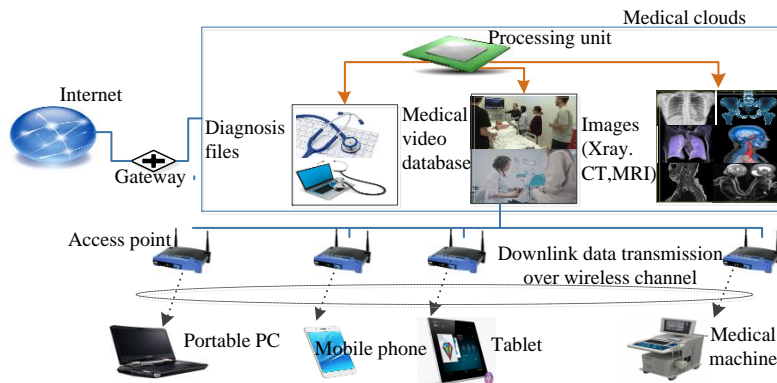 Medical clouds
Processing unit
Internet
Diagnosis
files
Medical
video
database
Images
(Xray.
CT,MRI)
Gateway
Access point
Downlink data transmission
over wireless channel
Portable PC
Mobile phone
Tablet
Medical
machine